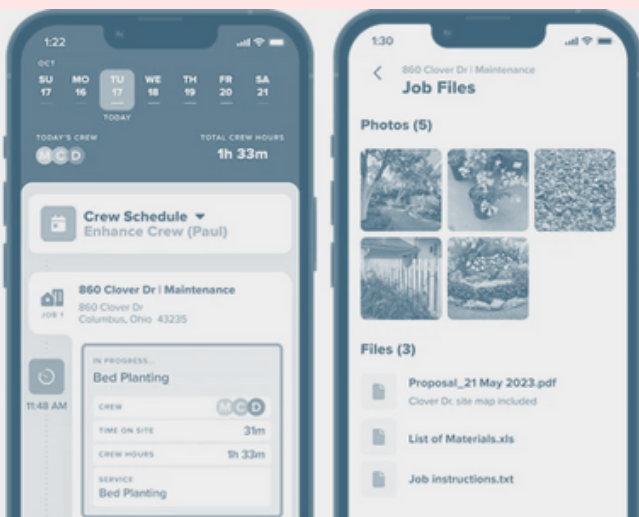 1:22
OCT
SU MO TU WE TH FR SA
17 16 17 18 19 20 21
TODAY
TODAY'S CREW
TOTAL CREW HOURS
M C D
1h 33m
Crew Schedule
Enhance Crew (Paul)
860 Clover Dr | Maintenance
860 Clover Dr
Columbus, Ohio 43235
JOB 1
IN PROGRESS...
Bed Planting
11:48 AM
CREW M C D
TIME ON SITE 31m
CREW HOURS 1h 33m
SERVICE
Bed Planting
1:30
860 Clover Dr | Maintenance
Job Files
Photos (5)
Files (3)
Proposal_21 May 2023.pdf
Clover Dr. site map included
List of Materials.xls
Job instructions.txt